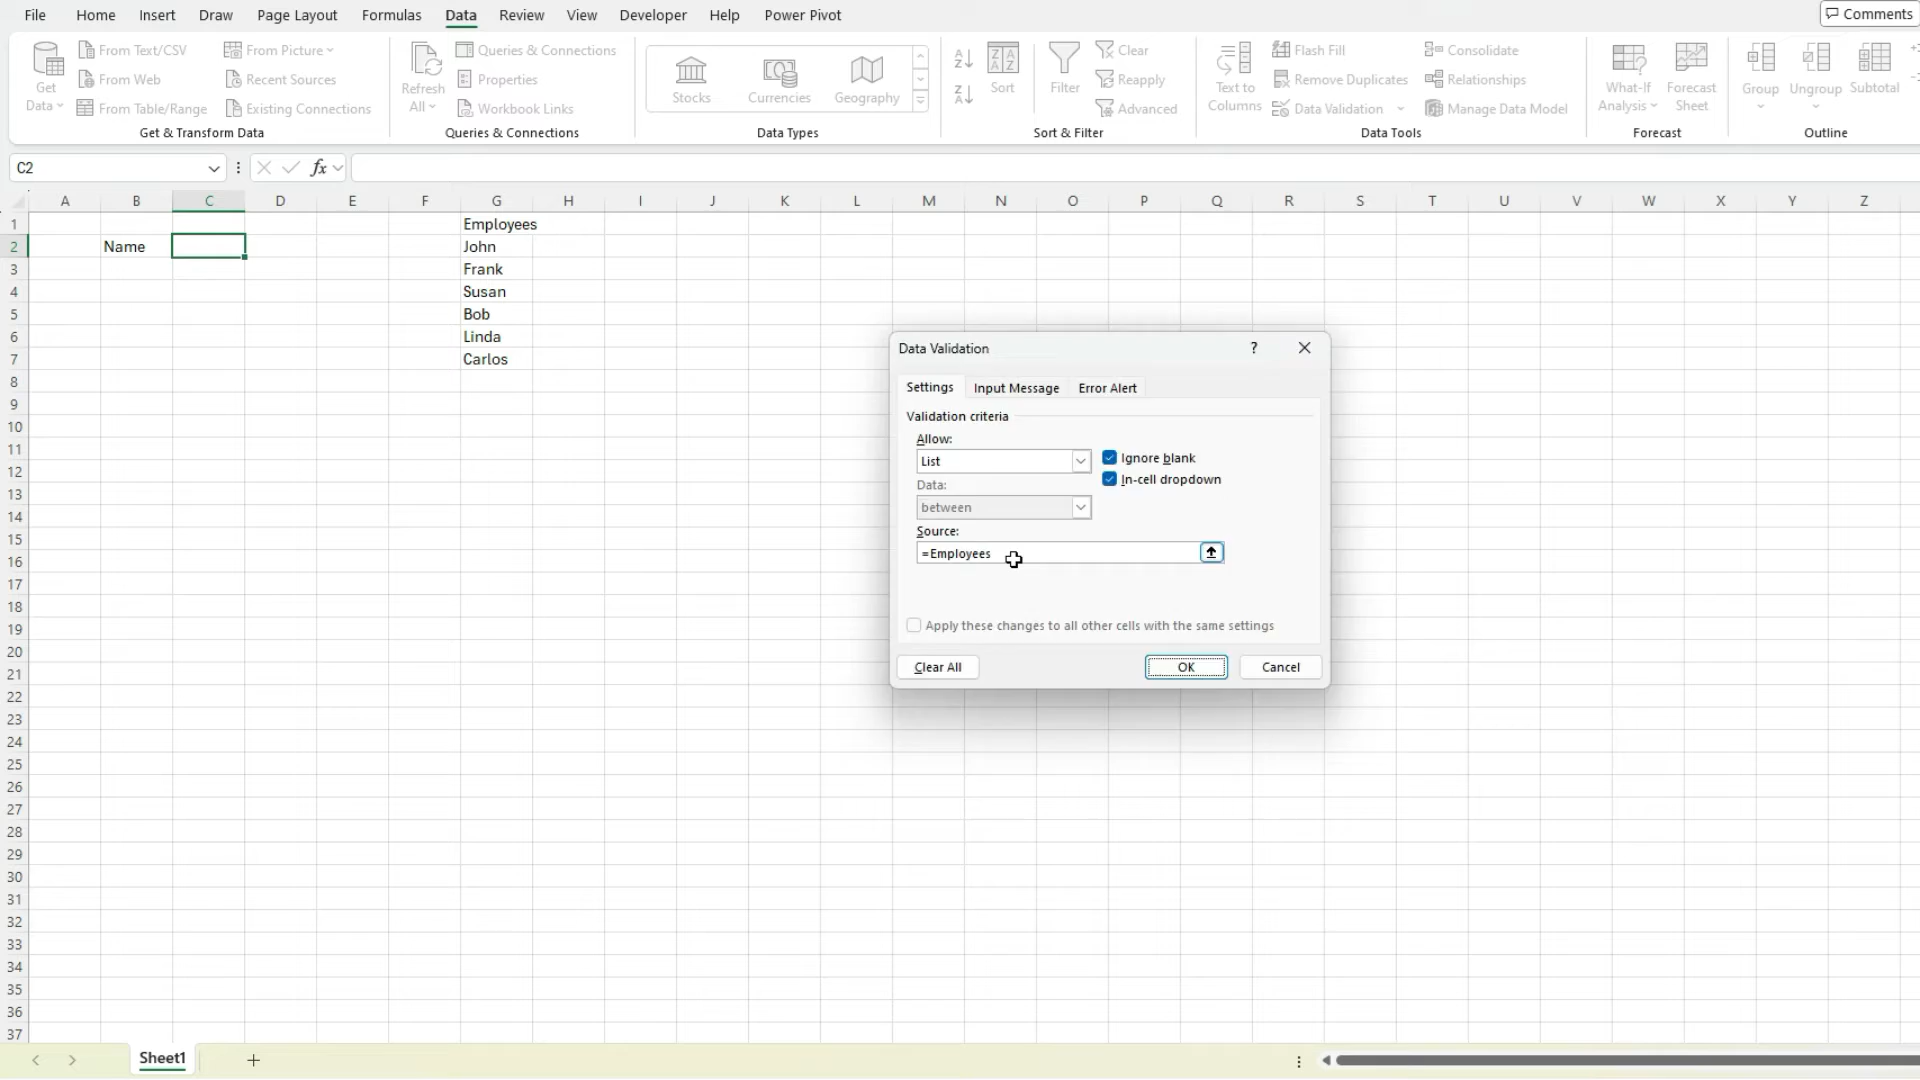 File Home Insert Draw Page Layout Formulas Data Review View Developer Help Power Pivot Comments
Get Data
From Text/CSV
From Web
From Table/Range
From Picture
Recent Sources
Existing Connections
Get & Transform Data
Refresh All
Queries & Connections
Properties
Workbook Links
Queries & Connections
Stocks
Currencies
Geography
Data Types
Sort
Filter
Clear
Reapply
Advanced
Sort & Filter
Text to Columns
Flash Fill
Remove Duplicates
Data Validation
Consolidate
Relationships
Manage Data Model
Data Tools
What-If Analysis
Forecast Sheet
Forecast
Group
Ungroup
Subtotal
Outline
C2
fx
A B C D E F G H I J K L M N O P Q R S T U V W X Y Z
1 Employees
2 Name John
3 Frank
4 Susan
5 Bob
6 Linda
7 Carlos
8
9
10
11
12
13
14
15
16
17
18
19
20
21
22
23
24
25
26
27
28
29
30
31
32
33
34
35
36
37
Data Validation ?
Settings Input Message Error Alert
Validation criteria
Allow:
List
Ignore blank
In-cell dropdown
Data:
between
Source:
=Employees
Apply these changes to all other cells with the same settings
Clear All OK Cancel
Sheet1